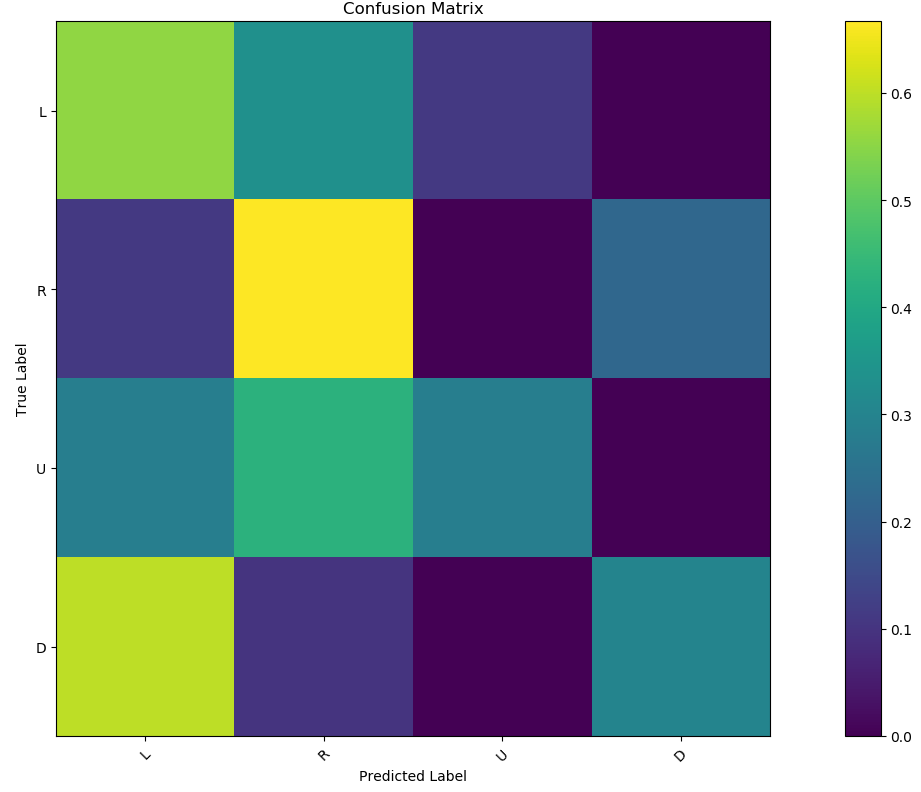 Confusion Matrix
True Label
L
R
U
D
L
R
U
D
Predicted Label
0.6
0.5
0.4
0.3
0.2
0.1
0.0